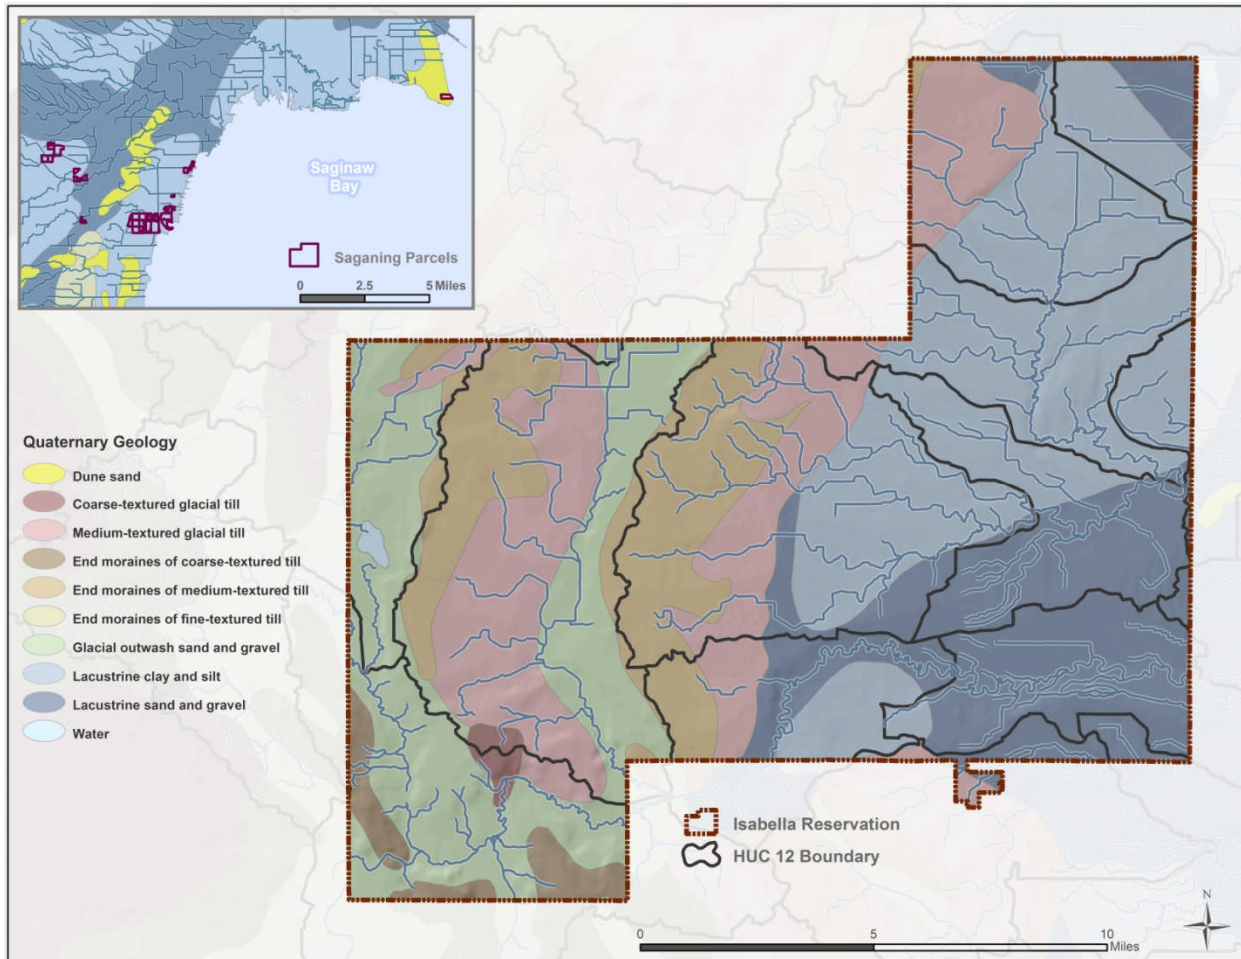 Saginaw
Bay
Saganing Parcels
0 2.5 5 Miles
Quaternary Geology
Dune sand
Coarse-textured glacial till
Medium-textured glacial till
End moraines of coarse-textured till
End moraines of medium-textured till
End moraines of fine-textured till
Glacial outwash sand and gravel
Lacustrine clay and silt
Lacustrine sand and gravel
Water
Isabella Reservation
HUC 12 Boundary
N
0 5 10
Miles